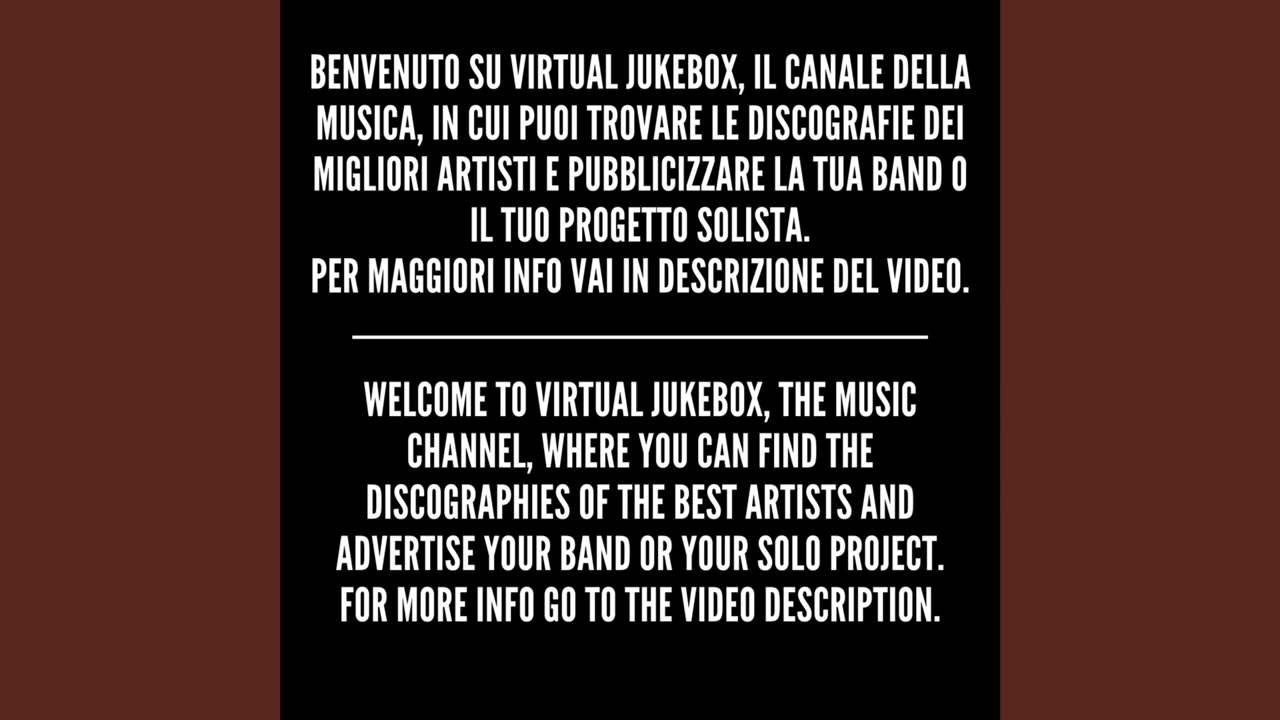 BENVENUTO SU VIRTUAL JUKEBOX, IL CANALE DELLA
MUSICA, IN CUI PUOI TROVARE LE DISCOGRAFIE DEI
MIGLIORI ARTISTI E PUBBLICIZZARE LA TUA BAND O
IL TUO PROGETTO SOLISTA.
PER MAGGIORI INFO VAI IN DESCRIZIONE DEL VIDEO.
WELCOME TO VIRTUAL JUKEBOX, THE MUSIC
CHANNEL, WHERE YOU CAN FIND THE
DISCOGRAPHIES OF THE BEST ARTISTS AND
ADVERTISE YOUR BAND OR YOUR SOLO PROJECT.
FOR MORE INFO GO TO THE VIDEO DESCRIPTION.